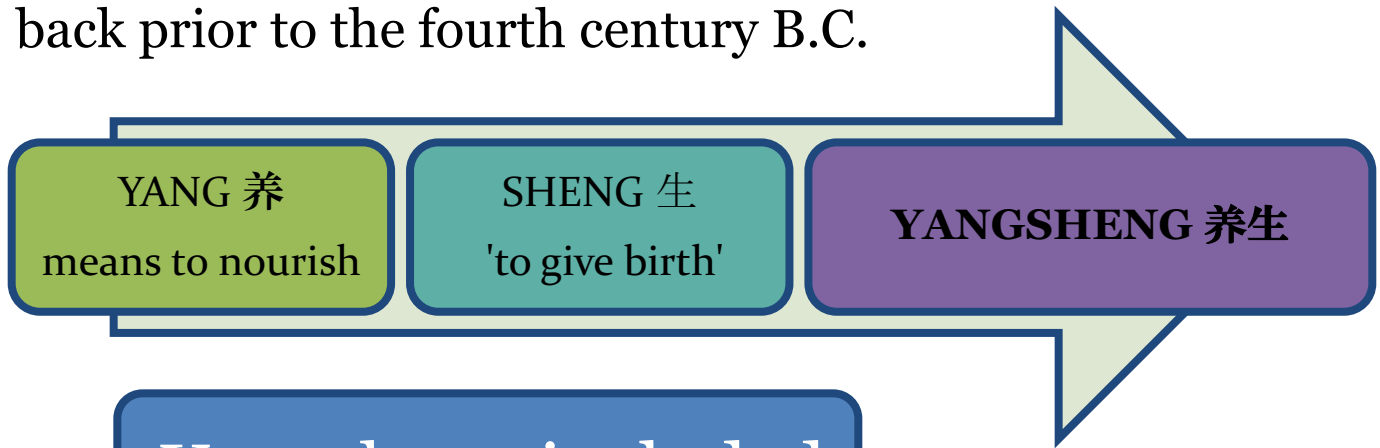 back prior to the fourth century B.C.
YANG 养
means to nourish
SHENG 生
'to give birth'
YANGSHENG 养生